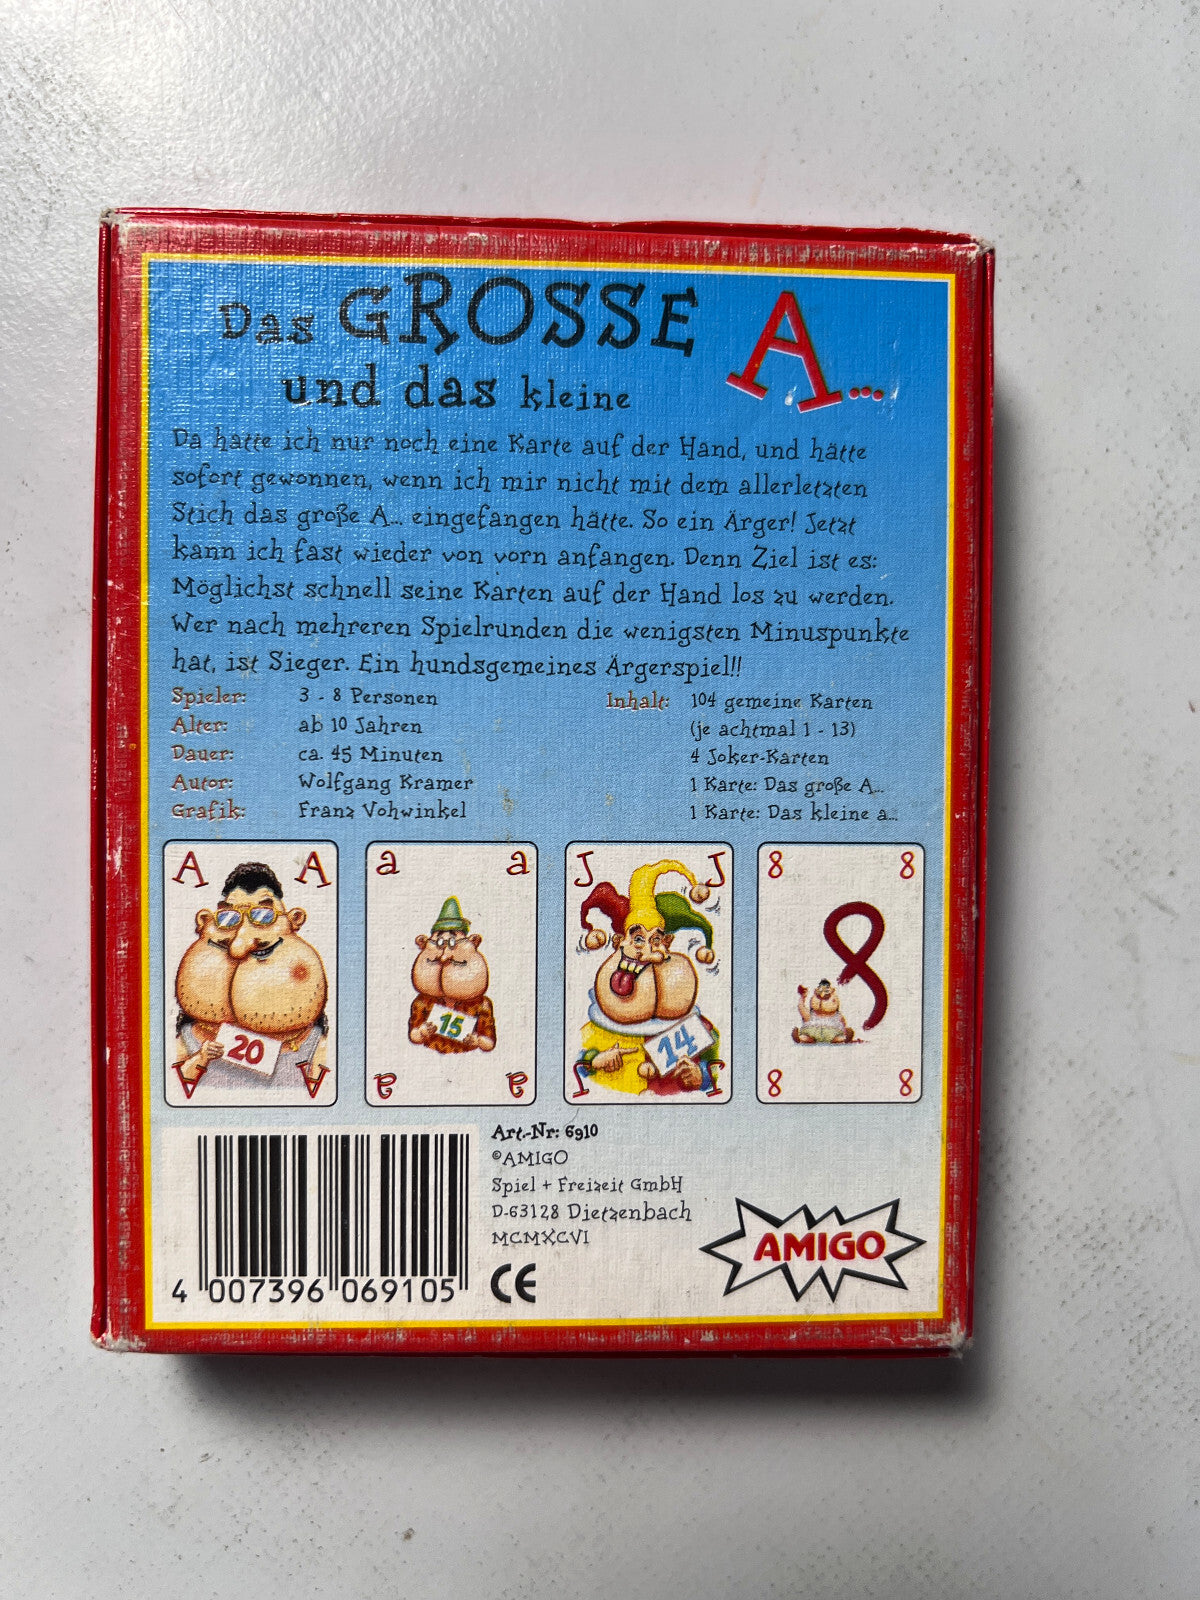 Das GROSSE A...
und das kleine
Da hatte ich nur noch eine Karte auf der Hand, und hätte
sofort gewonnen, wenn ich mir nicht mit dem allerletzten
Stich das große A... eingefangen hätte. So ein Ärger! Jetzt
kann ich fast wieder von vorn anfangen. Denn Ziel ist es:
Möglichst schnell seine Karten auf der Hand los zu werden.
Wer nach mehreren Spielrunden die wenigsten Minuspunkte
hat, ist Sieger. Ein hundsgemeines Ärgerspiel!!
Spieler: 3 - 8 Personen
Alter: ab 10 Jahren
Dauer: ca. 45 Minuten
Autor: Wolfgang Kramer
Grafik: Franz Vohwinkel
Inhalt: 104 gemeine Karten
(je achtmal 1 - 13)
4 Joker-Karten
1 Karte: Das große A...
1 Karte: Das kleine a...
A A
20
A A
a a
15
a a
J J
14
J J
8 8
8
8 8
4 007396 069105
Art.-Nr: 6910
©AMIGO
Spiel + Freizeit GmbH
D-63128 Dietzenbach
MCMXCVI
CE
AMIGO